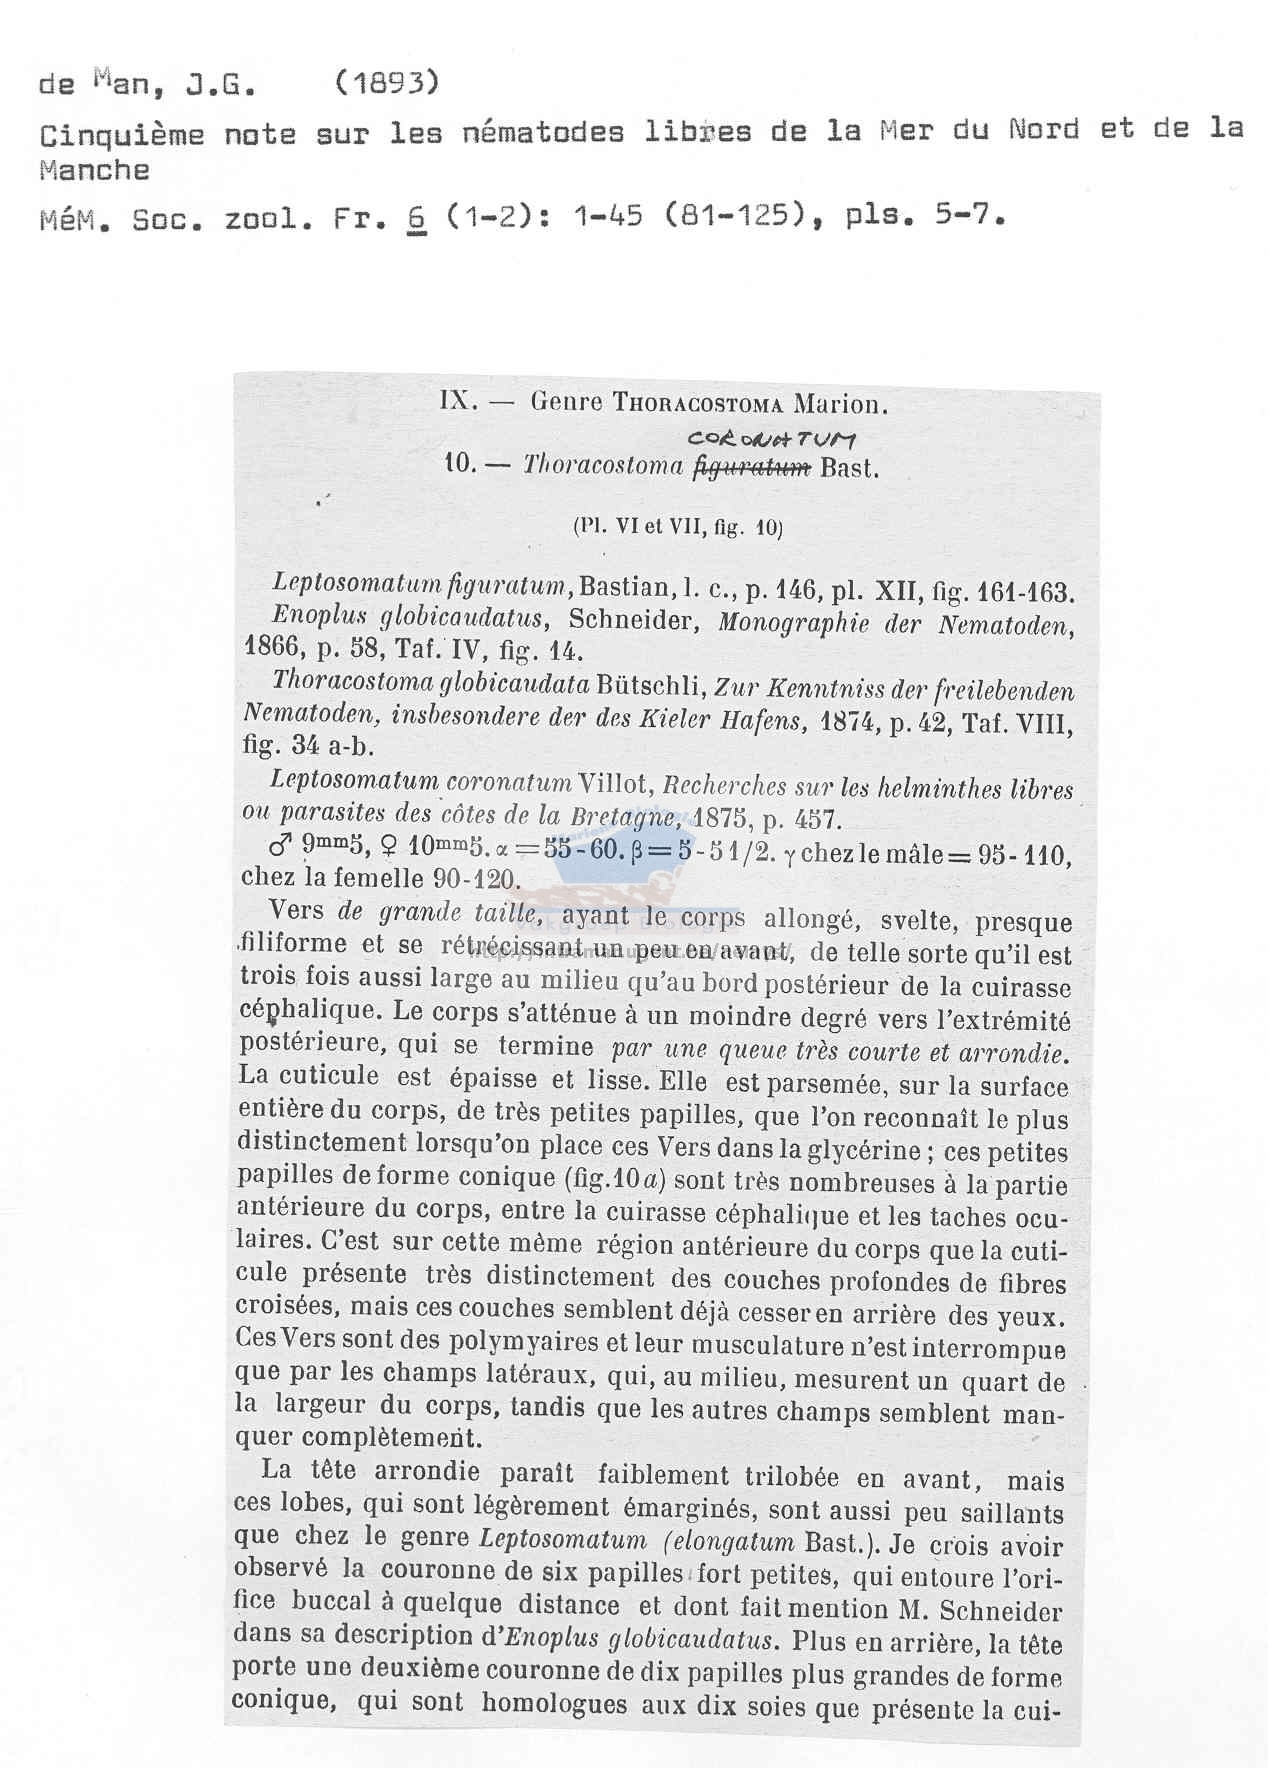 de Man, J.G. (1893)
Cinquième note sur les nématodes libres de la Mer du Nord et de la
Manche
MéM. Soc. zool. Fr. 6 (1-2): 1-45 (81-125), pls. 5-7.
IX. — Genre THORACOSTOMA Marion.
CORONATUM
10. — Thoracostoma figuratum Bast.
(Pl. VI et VII, fig. 10)
Leptosomatum figuratum, Bastian, l. c., p. 146, pl. XII, fig. 161-163.
Enoplus globicaudatus, Schneider, Monographie der Nematoden,
1866, p. 58, Taf. IV, fig. 14.
Thoracostoma globicaudata Bütschli, Zur Kenntniss der freilebenden
Nematoden, insbesondere der des Kieler Hafens, 1874, p. 42, Taf. VIII,
fig. 34 a-b.
Leptosomatum coronatum Villot, Recherches sur les helminthes libres
ou parasites des côtes de la Bretagne, 1875, p. 457.
♂ 9mm5, ♀ 10mm5. α = 55-60. β = 5-5 1/2. γ chez le mâle = 95-110,
chez la femelle 90-120.
Vers de grande taille, ayant le corps allongé, svelte, presque
filiforme et se rétrécissant un peu en avant, de telle sorte qu'il est
trois fois aussi large au milieu qu'au bord postérieur de la cuirasse
céphalique. Le corps s'atténue à un moindre degré vers l'extrémité
postérieure, qui se termine par une queue très courte et arrondie.
La cuticule est épaisse et lisse. Elle est parsemée, sur la surface
entière du corps, de très petites papilles, que l'on reconnaît le plus
distinctement lorsqu'on place ces Vers dans la glycérine ; ces petites
papilles de forme conique (fig. 10 a) sont très nombreuses à la partie
antérieure du corps, entre la cuirasse céphalique et les taches ocu-
laires. C'est sur cette même région antérieure du corps que la cuti-
cule présente très distinctement des couches profondes de fibres
croisées, mais ces couches semblent déjà cesser en arrière des yeux.
Ces Vers sont des polymyaires et leur musculature n'est interrompue
que par les champs latéraux, qui, au milieu, mesurent un quart de
la largeur du corps, tandis que les autres champs semblent man-
quer complètement.
La tête arrondie paraît faiblement trilobée en avant, mais
ces lobes, qui sont légèrement émarginés, sont aussi peu saillants
que chez le genre Leptosomatum (elongatum Bast.). Je crois avoir
observé la couronne de six papilles fort petites, qui entoure l'ori-
fice buccal à quelque distance et dont fait mention M. Schneider
dans sa description d'Enoplus globicaudatus. Plus en arrière, la tête
porte une deuxième couronne de dix papilles plus grandes de forme
conique, qui sont homologues aux dix soies que présente la cui-